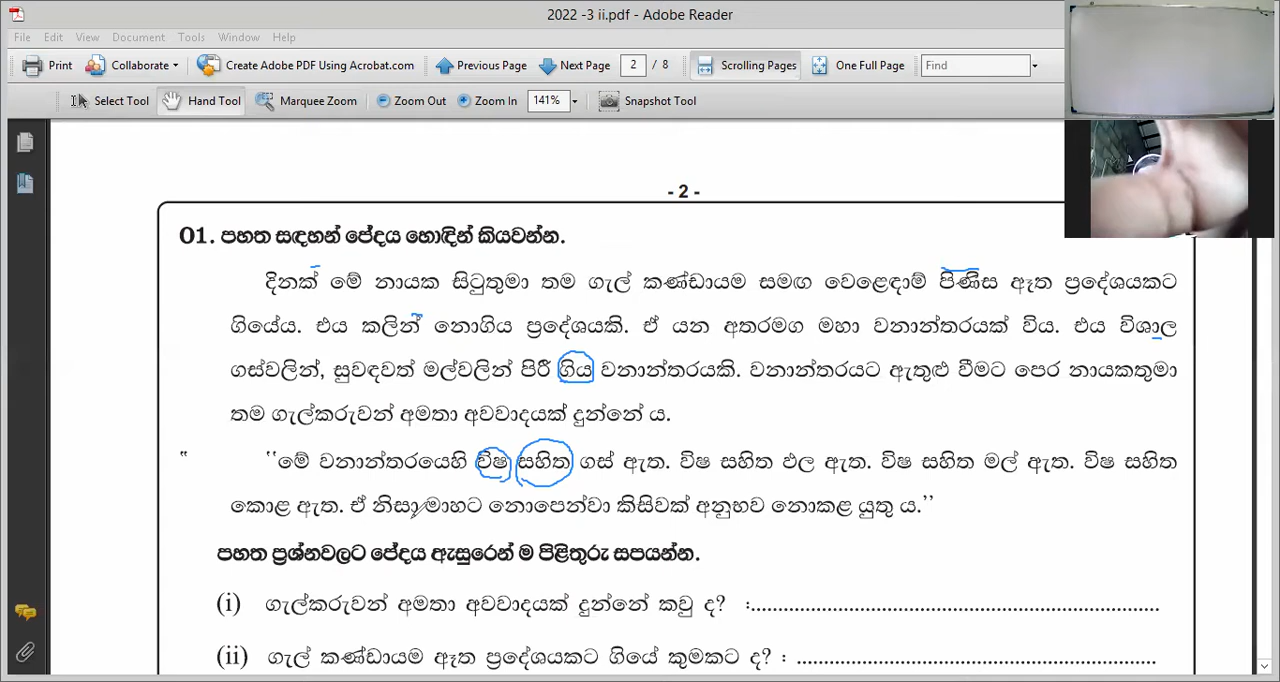 2022 -3 ii.pdf - Adobe Reader
File Edit View Document Tools Window Help
Print Collaborate Create Adobe PDF Using Acrobat.com Previous Page Next Page 2 / 8 Scrolling Pages One Full Page Find
Select Tool Hand Tool Marquee Zoom Zoom Out Zoom In 141% Snapshot Tool
- 2 -
01. පහත සඳහන් ඡේදය හොඳින් කියවන්න.
දිනක් මේ නායක සිටුතුමා තම ගැල් කණ්ඩායම සමඟ වෙළෙඳාම් පිණිස ඈත ප්‍රදේශයකට
ගියේය. එය කලින් නොගිය ප්‍රදේශයකි. ඒ යන අතරමග මහා වනාන්තරයක් විය. එය විශාල
ගස්වලින්, සුවඳවත් මල්වලින් පිරී ගිය වනාන්තරයකි. වනාන්තරයට ඇතුළු වීමට පෙර නායකතුමා
තම ගැල්කරුවන් අමතා අවවාදයක් දුන්නේ ය.
‘‘මේ වනාන්තරයෙහි විෂ සහිත ගස් ඇත. විෂ සහිත ඵල ඇත. විෂ සහිත මල් ඇත. විෂ සහිත
කොළ ඇත. ඒ නිසා මාහට නොපෙන්වා කිසිවක් අනුභව නොකළ යුතු ය.’’
පහත ප්‍රශ්නවලට ඡේදය ඇසුරෙන් ම පිළිතුරු සපයන්න.
(i) ගැල්කරුවන් අමතා අවවාදයක් දුන්නේ කවු ද? :............................................................
(ii) ගැල් කණ්ඩායම ඈත ප්‍රදේශයකට ගියේ කුමකට ද? : .....................................................